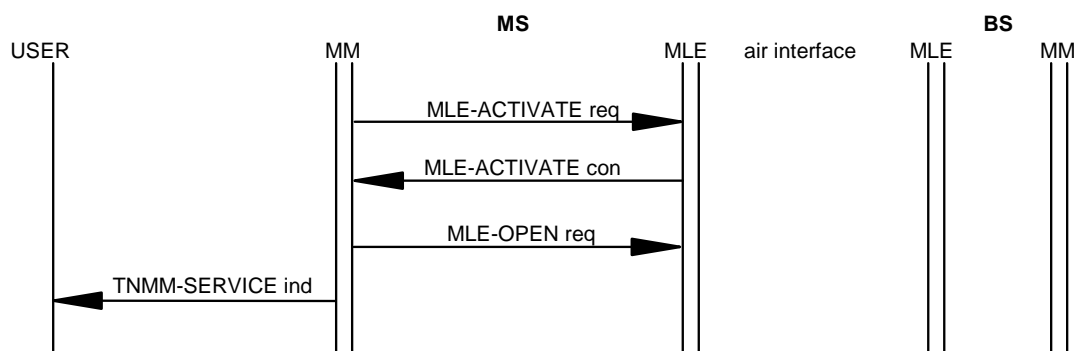 MS BS
USER MM MLE air interface MLE MM
MLE-ACTIVATE req
MLE-ACTIVATE con
MLE-OPEN req
TNMM-SERVICE ind